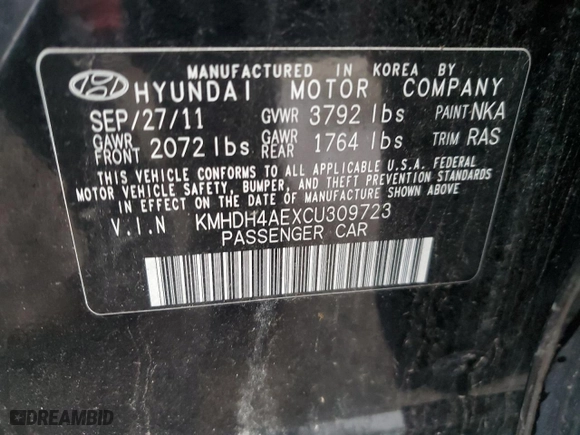 MANUFACTURED IN KOREA BY
HYUNDAI MOTOR COMPANY
SEP/27/11 GVWR 3792 lbs PAINT:NKA
GAWR FRONT 2072 lbs GAWR REAR 1764 lbs TRIM RAS
THIS VEHICLE CONFORMS TO ALL APPLICABLE U.S.A. FEDERAL
MOTOR VEHICLE SAFETY, BUMPER, AND THEFT PREVENTION STANDARDS
IN EFFECT ON THE DATE OF MANUFACTURE SHOWN ABOVE.
V.I.N KMHDH4AEXCU309723
PASSENGER CAR
DREAMBID